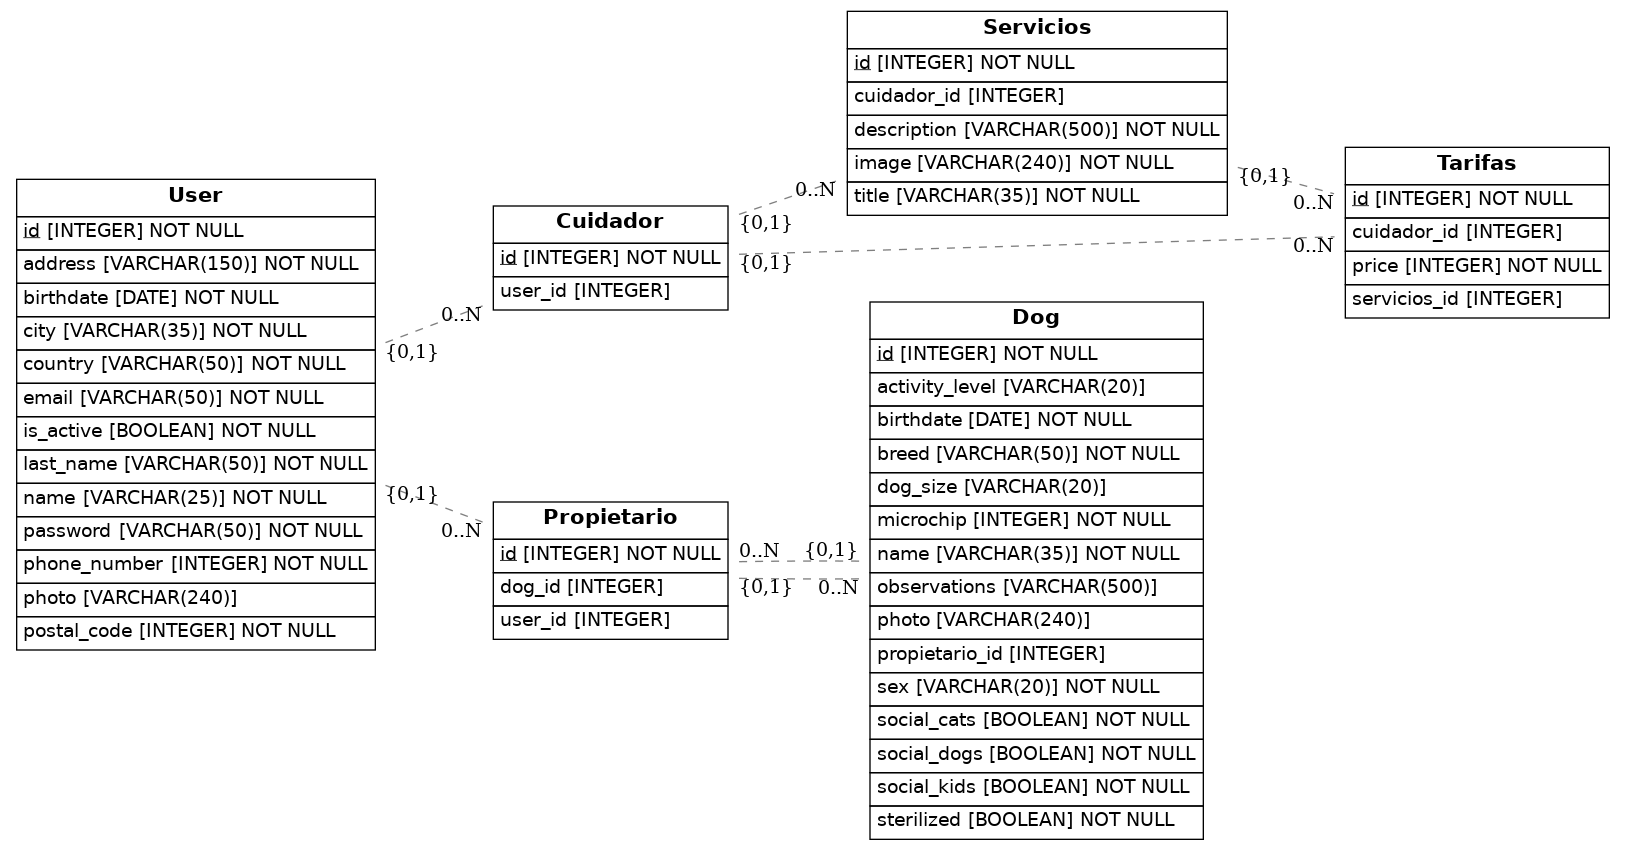 User
id [INTEGER] NOT NULL
address [VARCHAR(150)] NOT NULL
birthdate [DATE] NOT NULL
city [VARCHAR(35)] NOT NULL
country [VARCHAR(50)] NOT NULL
email [VARCHAR(50)] NOT NULL
is_active [BOOLEAN] NOT NULL
last_name [VARCHAR(50)] NOT NULL
name [VARCHAR(25)] NOT NULL
password [VARCHAR(50)] NOT NULL
phone_number [INTEGER] NOT NULL
photo [VARCHAR(240)]
postal_code [INTEGER] NOT NULL
0..N
{0,1}
{0,1}
0..N
Cuidador
id [INTEGER] NOT NULL
user_id [INTEGER]
0..N
{0,1}
{0,1}
0..N
Propietario
id [INTEGER] NOT NULL
dog_id [INTEGER]
user_id [INTEGER]
0..N
{0,1}
{0,1}
0..N
Servicios
id [INTEGER] NOT NULL
cuidador_id [INTEGER]
description [VARCHAR(500)] NOT NULL
image [VARCHAR(240)] NOT NULL
title [VARCHAR(35)] NOT NULL
{0,1}
0..N
Dog
id [INTEGER] NOT NULL
activity_level [VARCHAR(20)]
birthdate [DATE] NOT NULL
breed [VARCHAR(50)] NOT NULL
dog_size [VARCHAR(20)]
microchip [INTEGER] NOT NULL
name [VARCHAR(35)] NOT NULL
observations [VARCHAR(500)]
photo [VARCHAR(240)]
propietario_id [INTEGER]
sex [VARCHAR(20)] NOT NULL
social_cats [BOOLEAN] NOT NULL
social_dogs [BOOLEAN] NOT NULL
social_kids [BOOLEAN] NOT NULL
sterilized [BOOLEAN] NOT NULL
Tarifas
id [INTEGER] NOT NULL
cuidador_id [INTEGER]
price [INTEGER] NOT NULL
servicios_id [INTEGER]